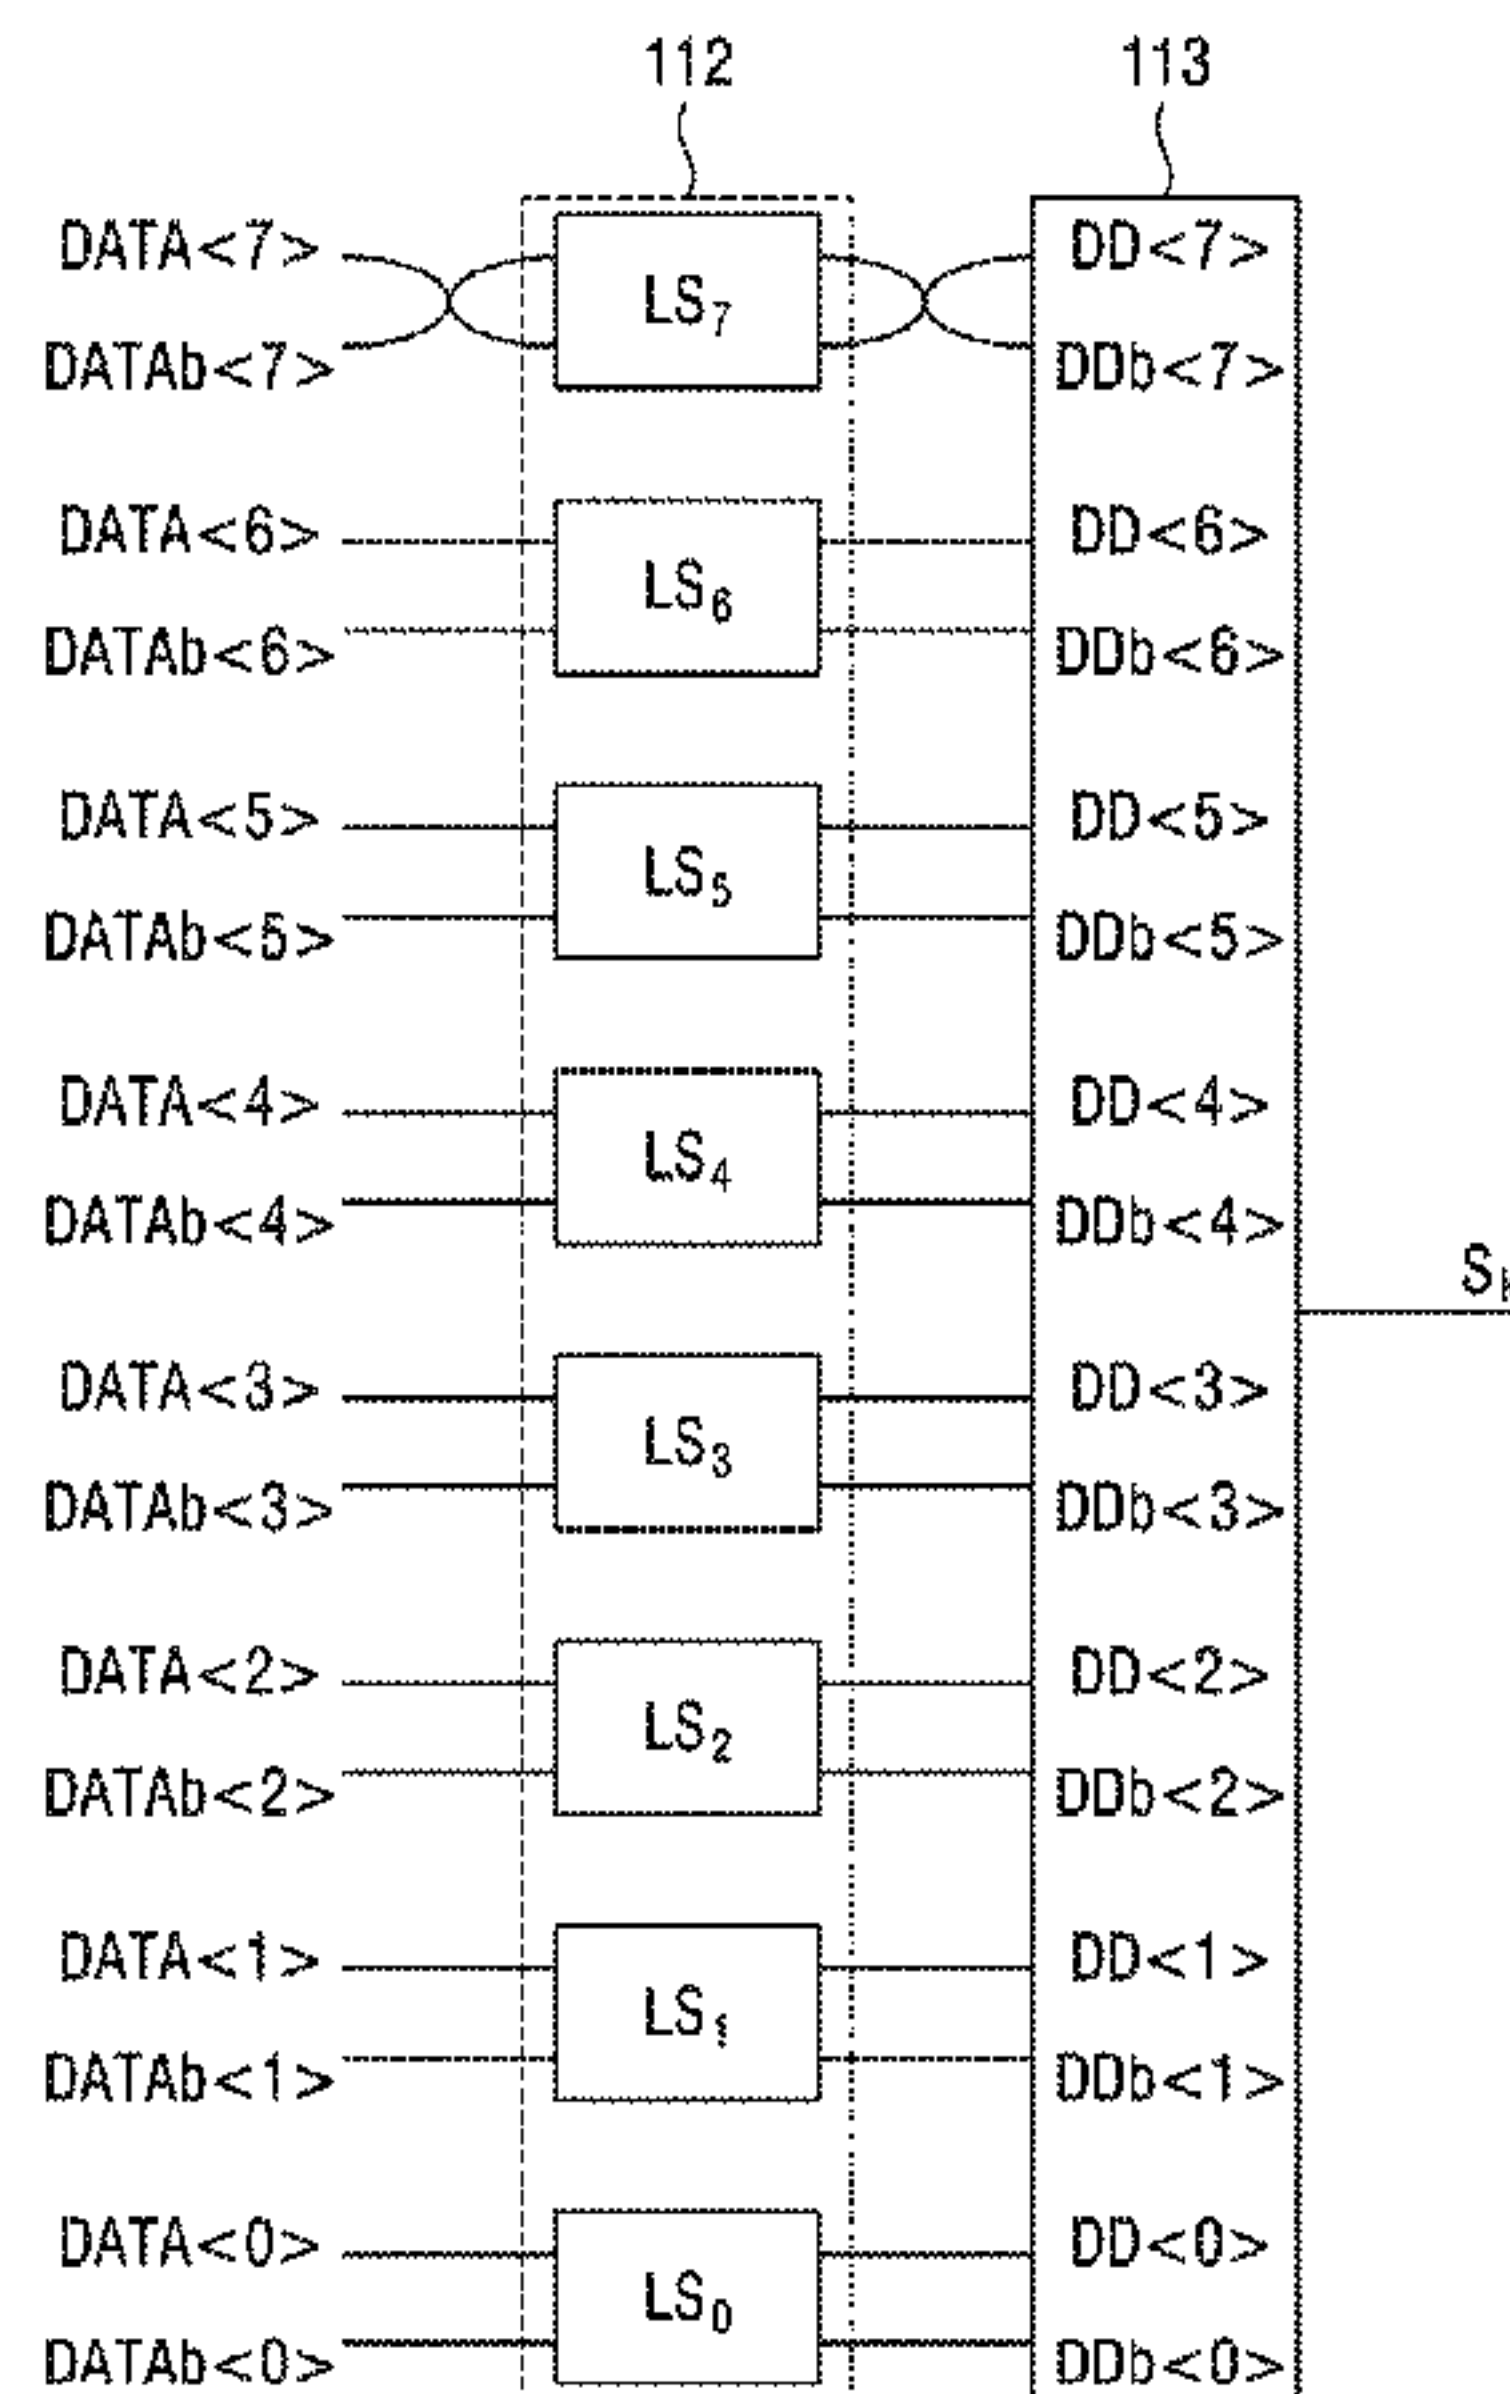 112 113
DATA<7> DD<7>
LS7
DATAb<7> DDb<7>
DATA<6> DD<6>
LS6
DATAb<6> DDb<6>
DATA<5> DD<5>
LS5
DATAb<5> DDb<5>
DATA<4> DD<4>
LS4
DATAb<4> DDb<4>
DATA<3> DD<3>
LS3
DATAb<3> DDb<3>
DATA<2> DD<2>
LS2
DATAb<2> DDb<2>
DATA<1> DD<1>
LS1
DATAb<1> DDb<1>
DATA<0> DD<0>
LS0
DATAb<0> DDb<0>